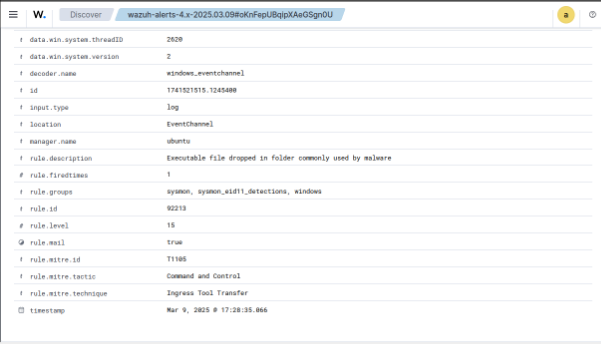 W. Discover wazuh-alerts-4.x-2025.03.09#oKnFepUBqipXAeGSgn0U a
t data.win.system.threadID 2620
t data.win.system.version 2
t decoder.name windows_eventchannel
t id 1741521515.1245400
t input.type log
t location EventChannel
t manager.name ubuntu
t rule.description Executable file dropped in folder commonly used by malware
# rule.firedtimes 1
t rule.groups sysmon, sysmon_eid11_detections, windows
t rule.id 92213
# rule.level 15
rule.mail true
t rule.mitre.id T1105
t rule.mitre.tactic Command and Control
t rule.mitre.technique Ingress Tool Transfer
timestamp Mar 9, 2025 @ 17:28:35.066